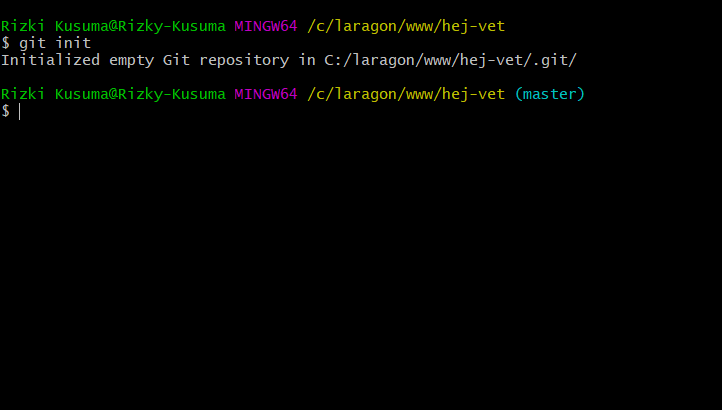 Rizki Kusuma@Rizky-Kusuma MINGW64 /c/laragon/www/hej-vet
$ git init
Initialized empty Git repository in C:/laragon/www/hej-vet/.git/
Rizki Kusuma@Rizky-Kusuma MINGW64 /c/laragon/www/hej-vet (master)
$